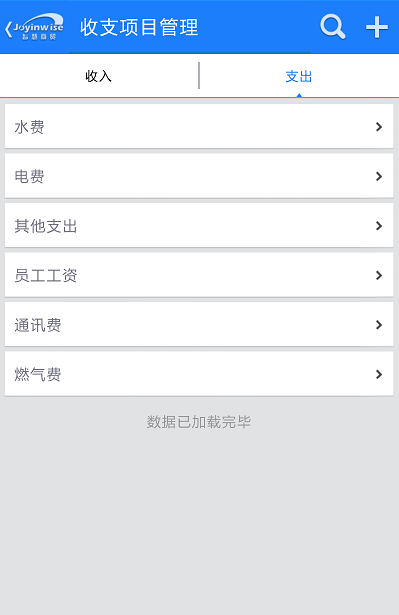 Joyinwise
智慧商贸
收支项目管理
收入
支出
水费
电费
其他支出
员工工资
通讯费
燃气费
数据已加载完毕